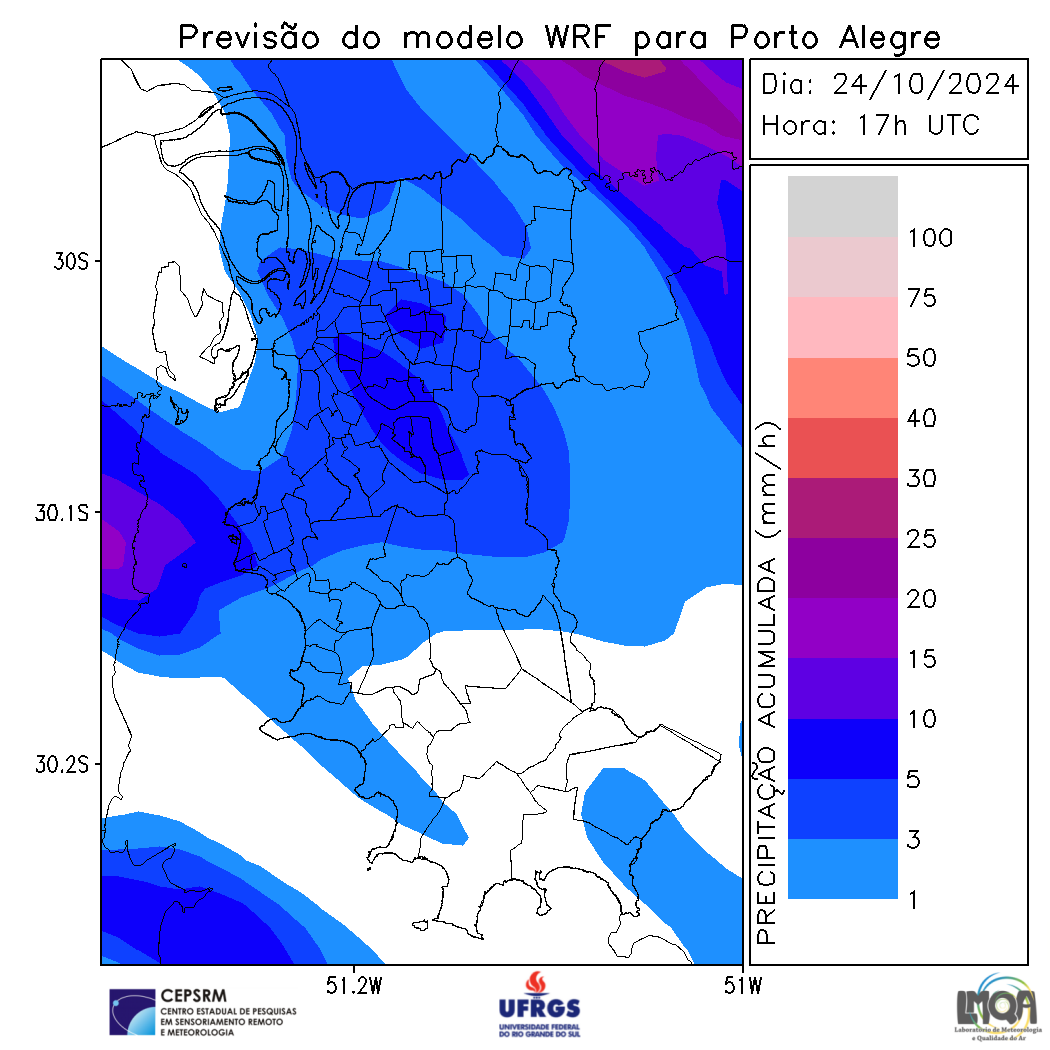 Previsão do modelo WRF para Porto Alegre
Dia: 24/10/2024
Hora: 17h UTC
30S
30.1S
30.2S
51.2W
51W
PRECIPITAÇÃO ACUMULADA (mm/h)
100
75
50
40
30
25
20
15
10
5
3
1
CEPSRM
CENTRO ESTADUAL DE PESQUISAS
EM SENSORIAMENTO REMOTO
E METEOROLOGIA
UFRGS
UNIVERSIDADE FEDERAL
DO RIO GRANDE DO SUL
LMQA
Laboratório de Meteorologia
e Qualidade do Ar